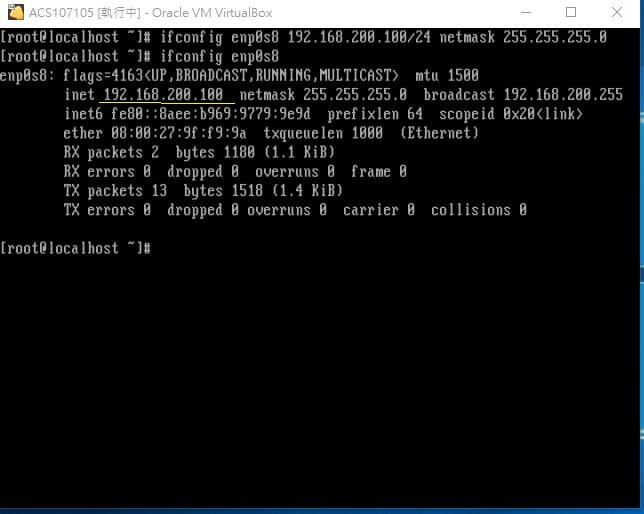 ACS107105 [執行中] - Oracle VM VirtualBox
[root@localhost ~]# ifconfig enp0s8 192.168.200.100/24 netmask 255.255.255.0
[root@localhost ~]# ifconfig enp0s8
enp0s8: flags=4163<UP,BROADCAST,RUNNING,MULTICAST>  mtu 1500
inet 192.168.200.100  netmask 255.255.255.0  broadcast 192.168.200.255
inet6 fe80::8aee:b969:9779:9e9d  prefixlen 64  scopeid 0x20<link>
ether 08:00:27:9f:f9:9a  txqueuelen 1000  (Ethernet)
RX packets 2  bytes 1180 (1.1 KiB)
RX errors 0  dropped 0  overruns 0  frame 0
TX packets 13  bytes 1518 (1.4 KiB)
TX errors 0  dropped 0 overruns 0  carrier 0  collisions 0
[root@localhost ~]#